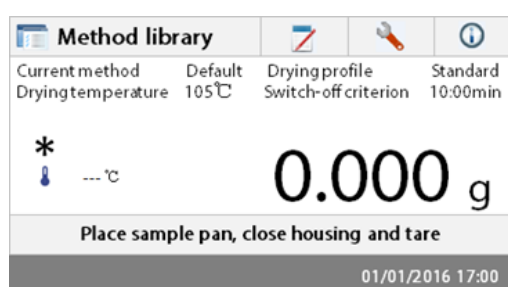 Method library
Current method Default Drying profile Standard
Drying temperature 105℃ Switch-off criterion 10:00min
* --- ℃ 0.000 g
Place sample pan, close housing and tare
01/01/2016 17:00